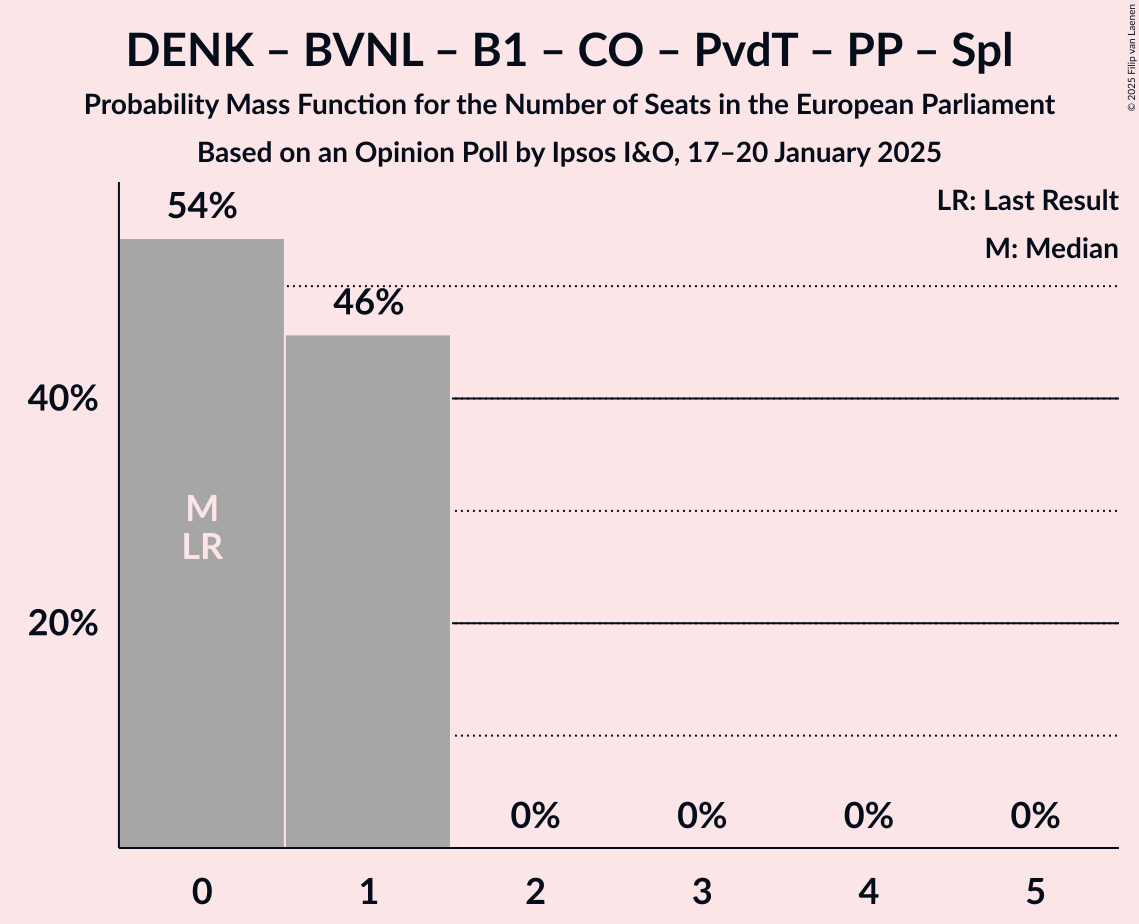 DENK – BVNL – B1 – CO – PvdT – PP – Spl
Probability Mass Function for the Number of Seats in the European Parliament
Based on an Opinion Poll by Ipsos I&O, 17–20 January 2025
© 2025 Filip van Laenen
LR: Last Result
M: Median
54%
46%
40%
20%
M
LR
0% 0% 0% 0%
0 1 2 3 4 5